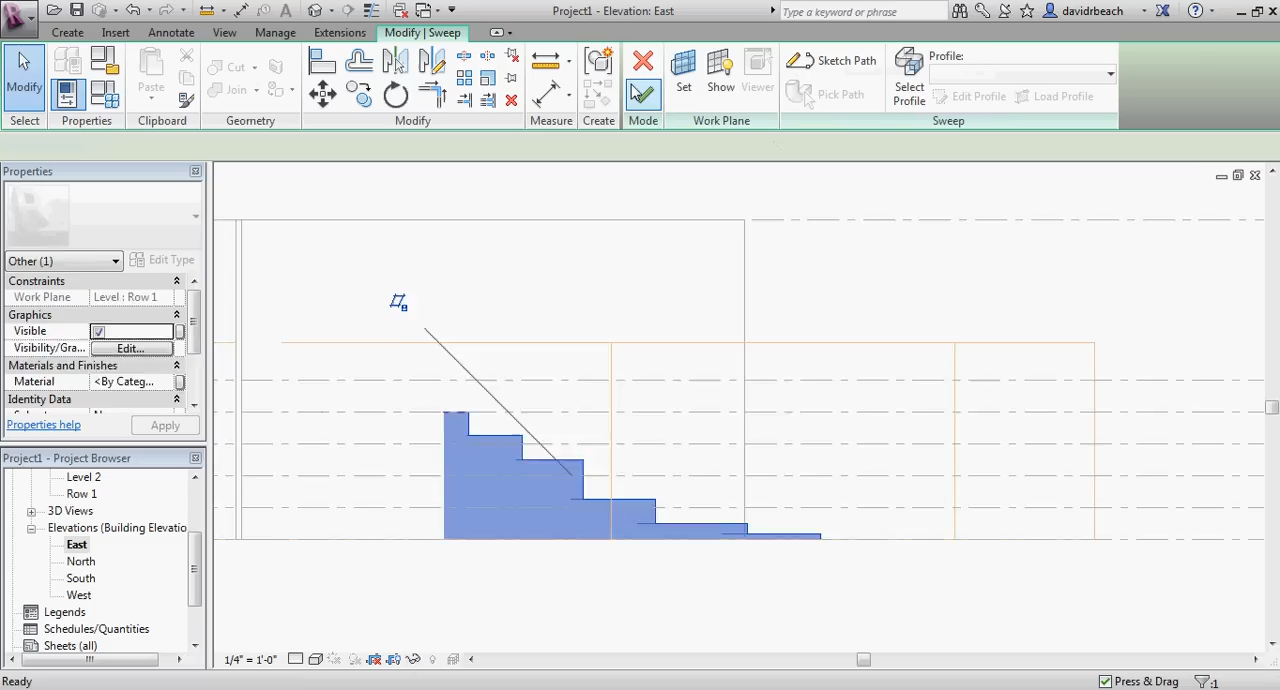 Project1 - Elevation: East
Type a keyword or phrase
davidrbeach
Create Insert Annotate View Manage Extensions Modify | Sweep
Modify
Paste
Cut
Join
Set Show Viewer
Sketch Path
Pick Path
Select
Profile
Profile:
Edit Profile
Load Profile
Select Properties Clipboard Geometry Modify Measure Create Mode Work Plane Sweep
Properties
Other (1)
Edit Type
Constraints
Work Plane Level : Row 1
Graphics
Visible
Visibility/Gra... Edit...
Materials and Finishes
Material <By Categ...
Identity Data
Properties help
Apply
Project1 - Project Browser
Level 2
Row 1
3D Views
Elevations (Building Elevatio
East
North
South
West
Legends
Schedules/Quantities
Sheets (all)
1/4" = 1'-0"
Ready
Press & Drag
:1